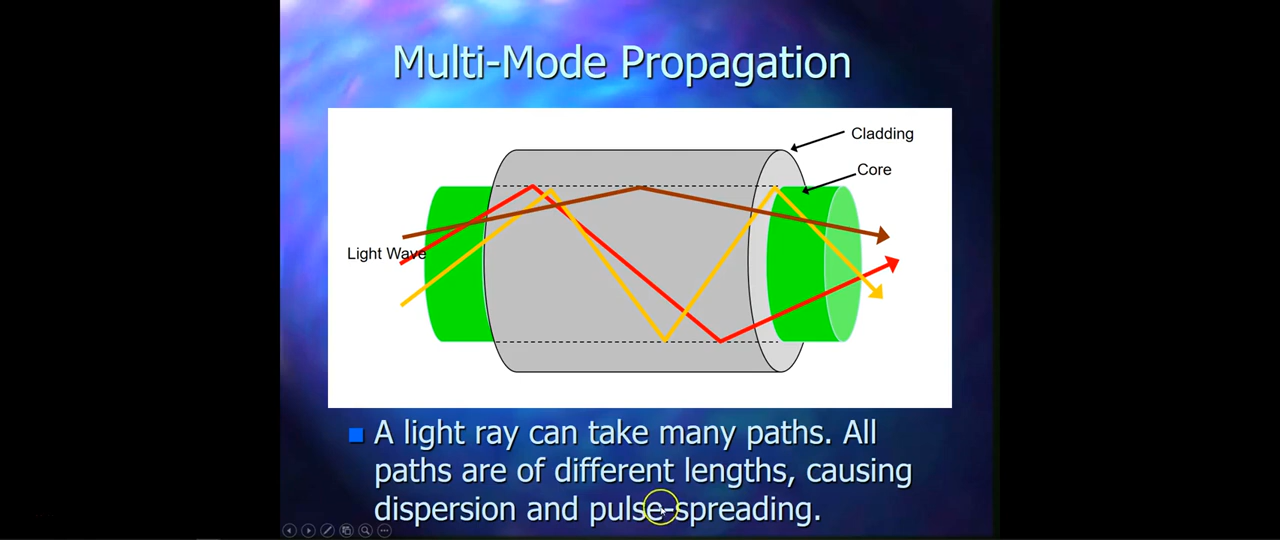 Multi-Mode Propagation
Cladding
Core
Light Wave
A light ray can take many paths. All
paths are of different lengths, causing
dispersion and pulse-spreading.